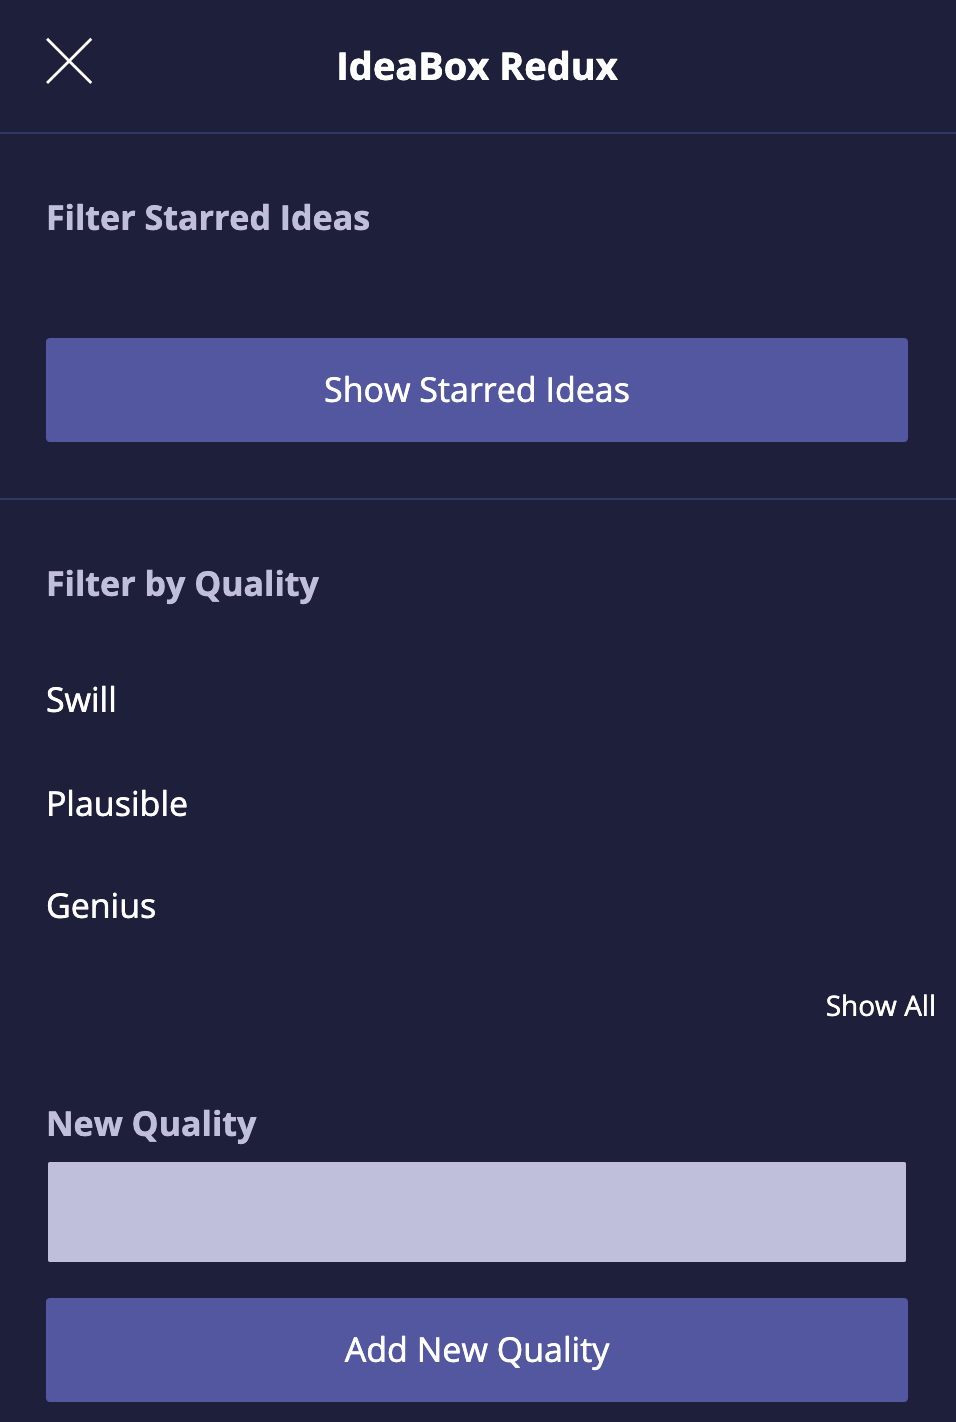 IdeaBox Redux
Filter Starred Ideas
Show Starred Ideas
Filter by Quality
Swill
Plausible
Genius
Show All
New Quality
Add New Quality